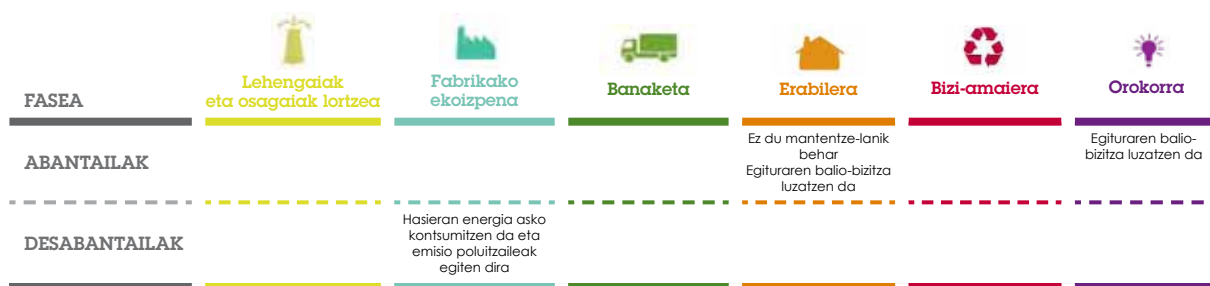 FASEA
Lehengaiak
eta osagaiak lortzea
Fabrikako
ekoizpena
Banaketa
Erabilera
Bizi-amaiera
Orokorra
ABANTAILAK
Ez du mantentze-lanik
behar
Egituraren balio-bizitza
luzatzen da
Egituraren balio-
bizitza luzatzen da
DESABANTAILAK
Hasieran energia asko
kontsumitzen da eta
emisio poluitzaileak
egiten dira